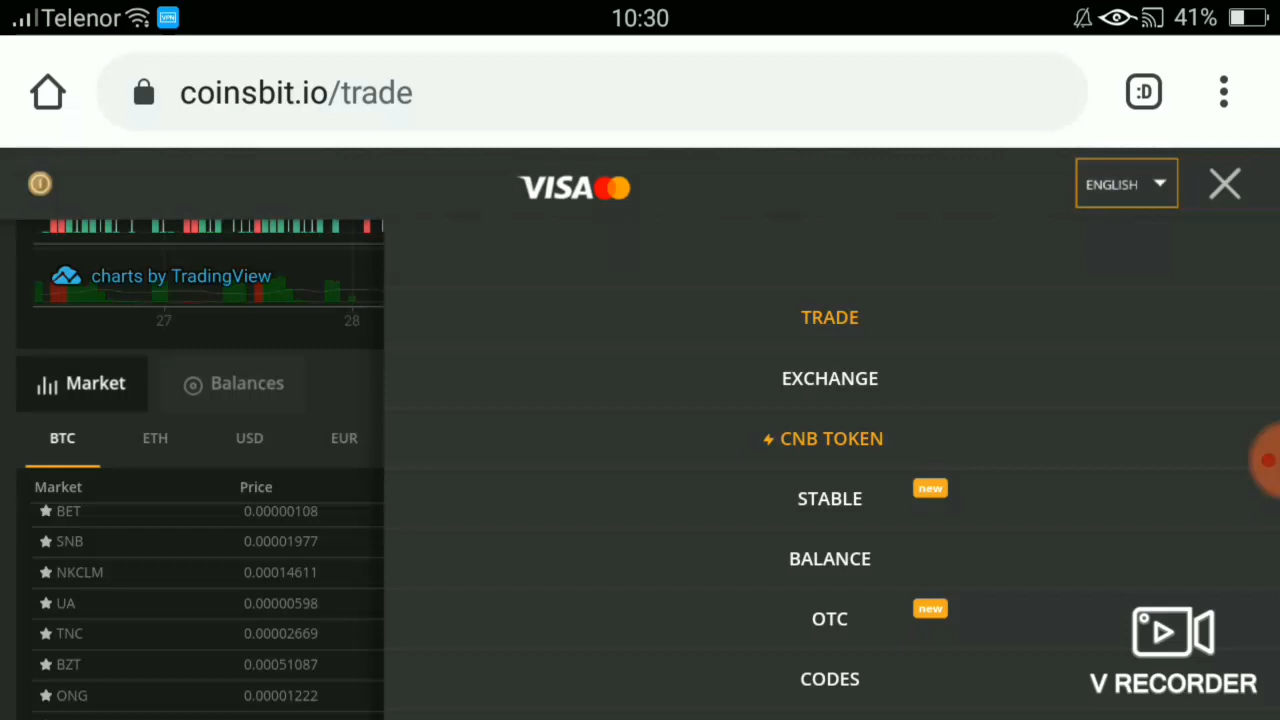 Telenor VPN 10:30 41%
coinsbit.io/trade
:D
VISA
ENGLISH
charts by TradingView
27 28
TRADE
EXCHANGE
CNB TOKEN
STABLE new
BALANCE
OTC new
CODES
Market Balances
BTC ETH USD EUR
Market Price
BET 0.00000108
SNB 0.00001977
NKCLM 0.00014611
UA 0.00000598
TNC 0.00002669
BZT 0.00051087
ONG 0.00001222
V RECORDER